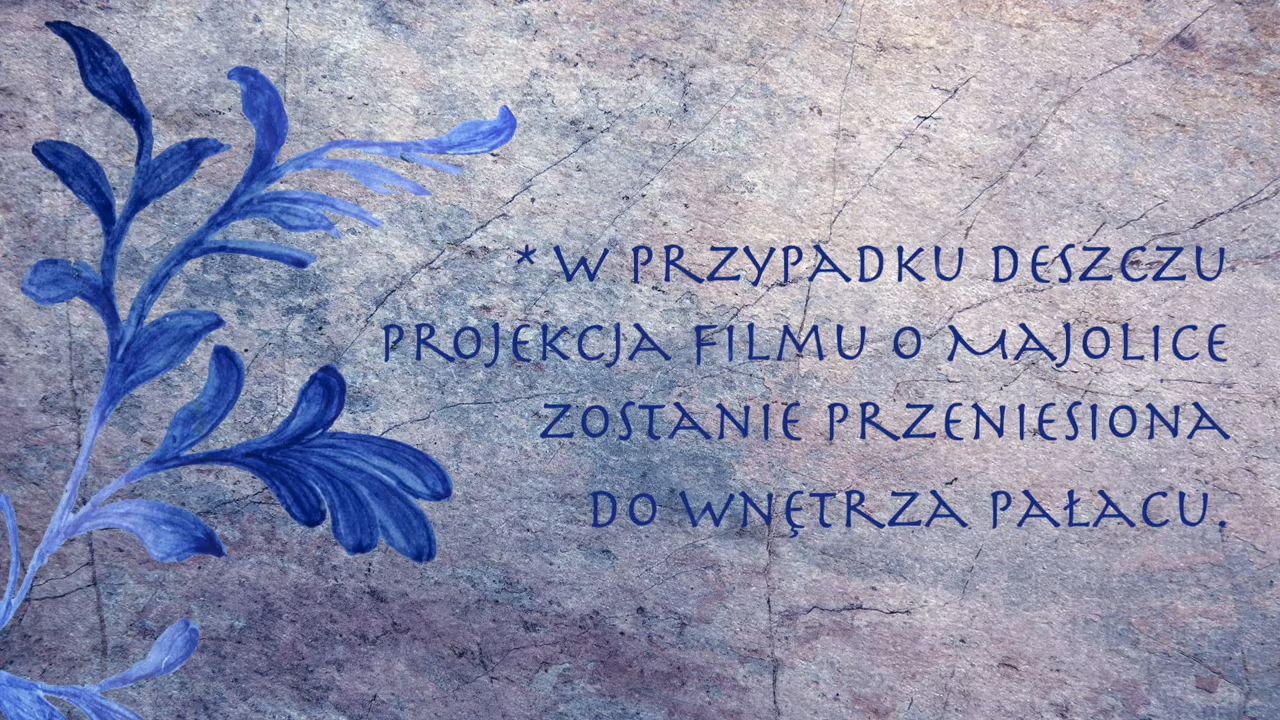 * W PRZYPADKU DESZCZU
PROJEKCJA FILMU O MAJOLICE
ZOSTANIE PRZENIESIONA
DO WNĘTRZA PAŁACU.